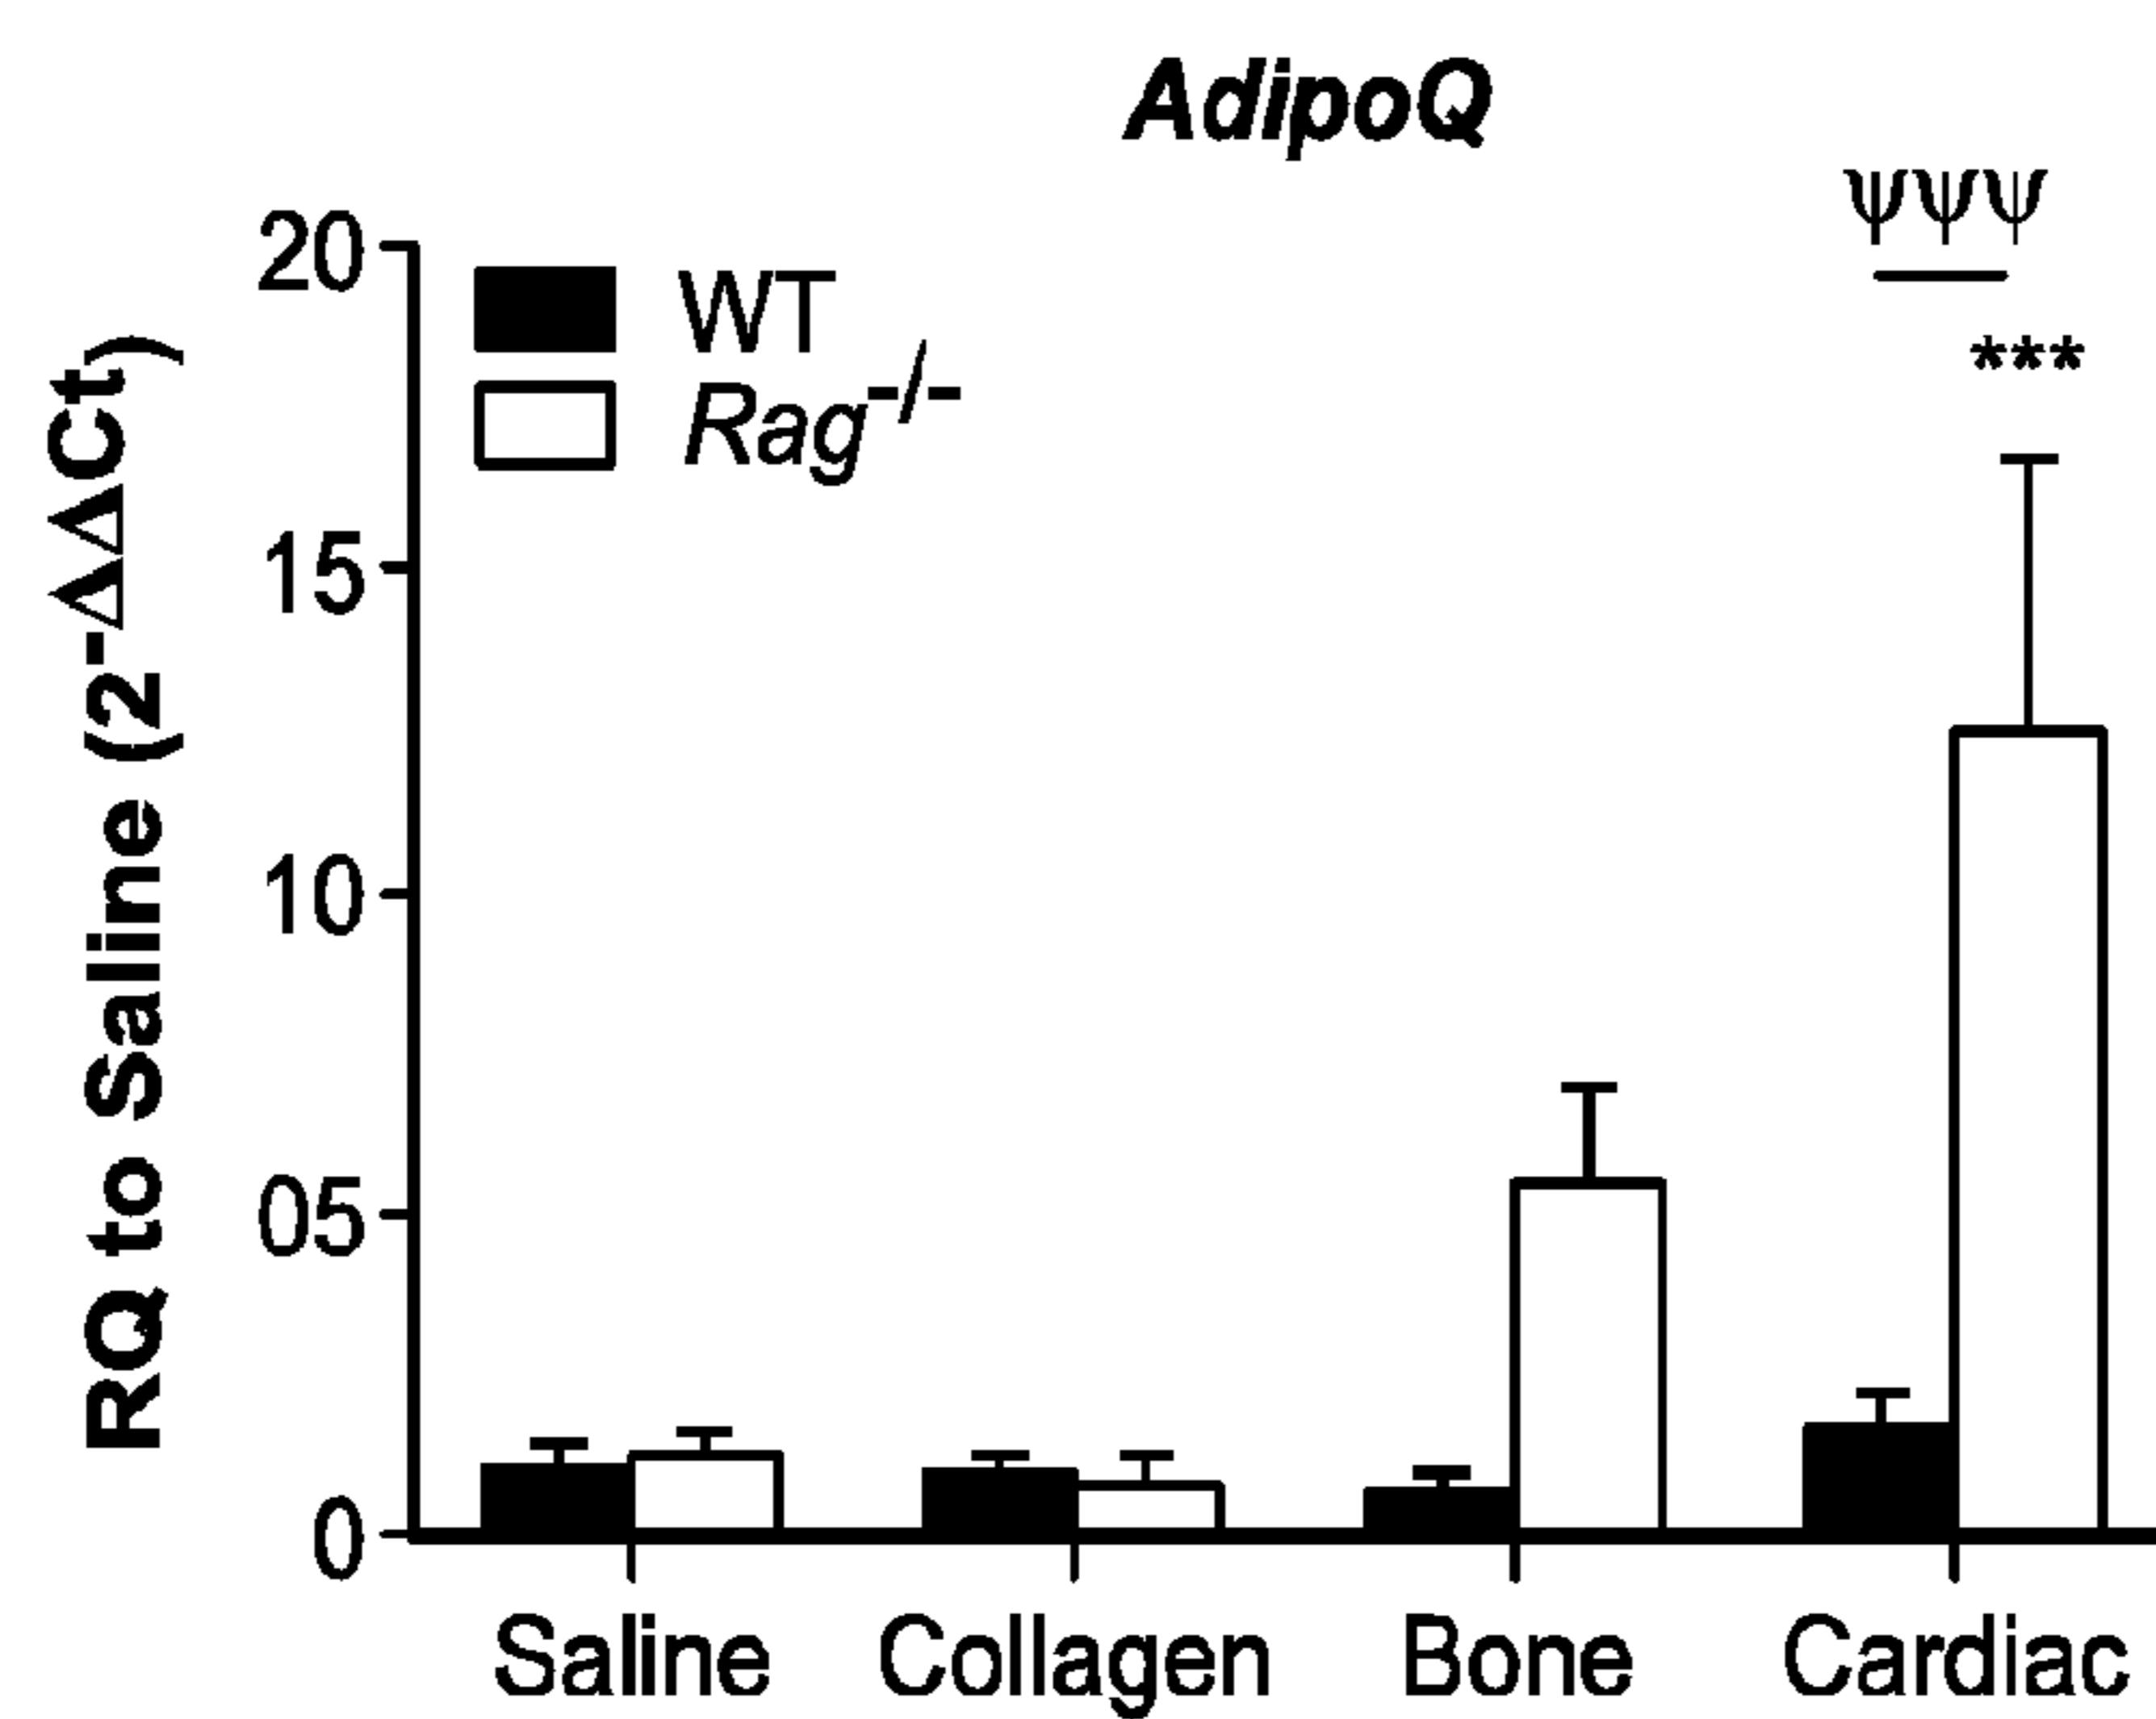 AdipoQ
ψψψ
***
WT
Rag-/-
RQ to Saline (2-ΔΔCt)
20
15
10
05
0
Saline
Collagen
Bone
Cardiac